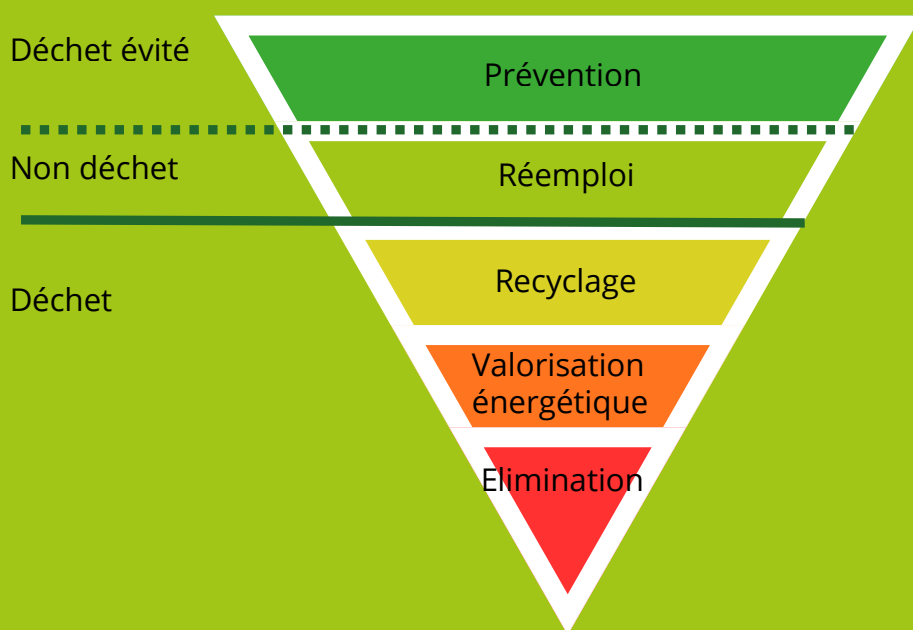 Déchet évité
Prévention
Non déchet
Réemploi
Recyclage
Déchet
Valorisation
énergétique
Elimination